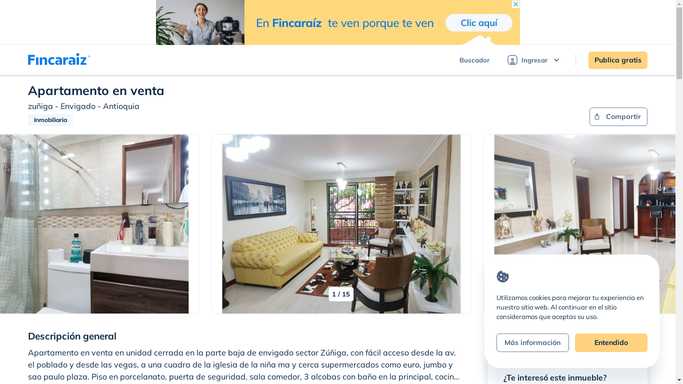 En Fincaraíz te ven porque te ven
Clic aquí
Fincaraiz
Buscador
Ingresar
Publica gratis
Apartamento en venta
zuñiga - Envigado - Antioquia
Inmobiliaria
Compartir
1 / 15
Utilizamos cookies para mejorar tu experiencia en
nuestro sitio web. Al continuar en el sitio
consideramos que aceptas su uso.
Más información
Entendido
Descripción general
Apartamento en venta en unidad cerrada en la parte baja de envigado sector Zúñiga, con fácil acceso desde la av.
el poblado y desde las vegas, a una cuadra de la iglesia de la niña ma y cerca supermercados como euro, jumbo y
sao paulo plaza. Piso en porcelanato, puerta de seguridad, sala comedor, 3 alcobas con baño en la principal, cocin...
¿Te interesó este inmueble?